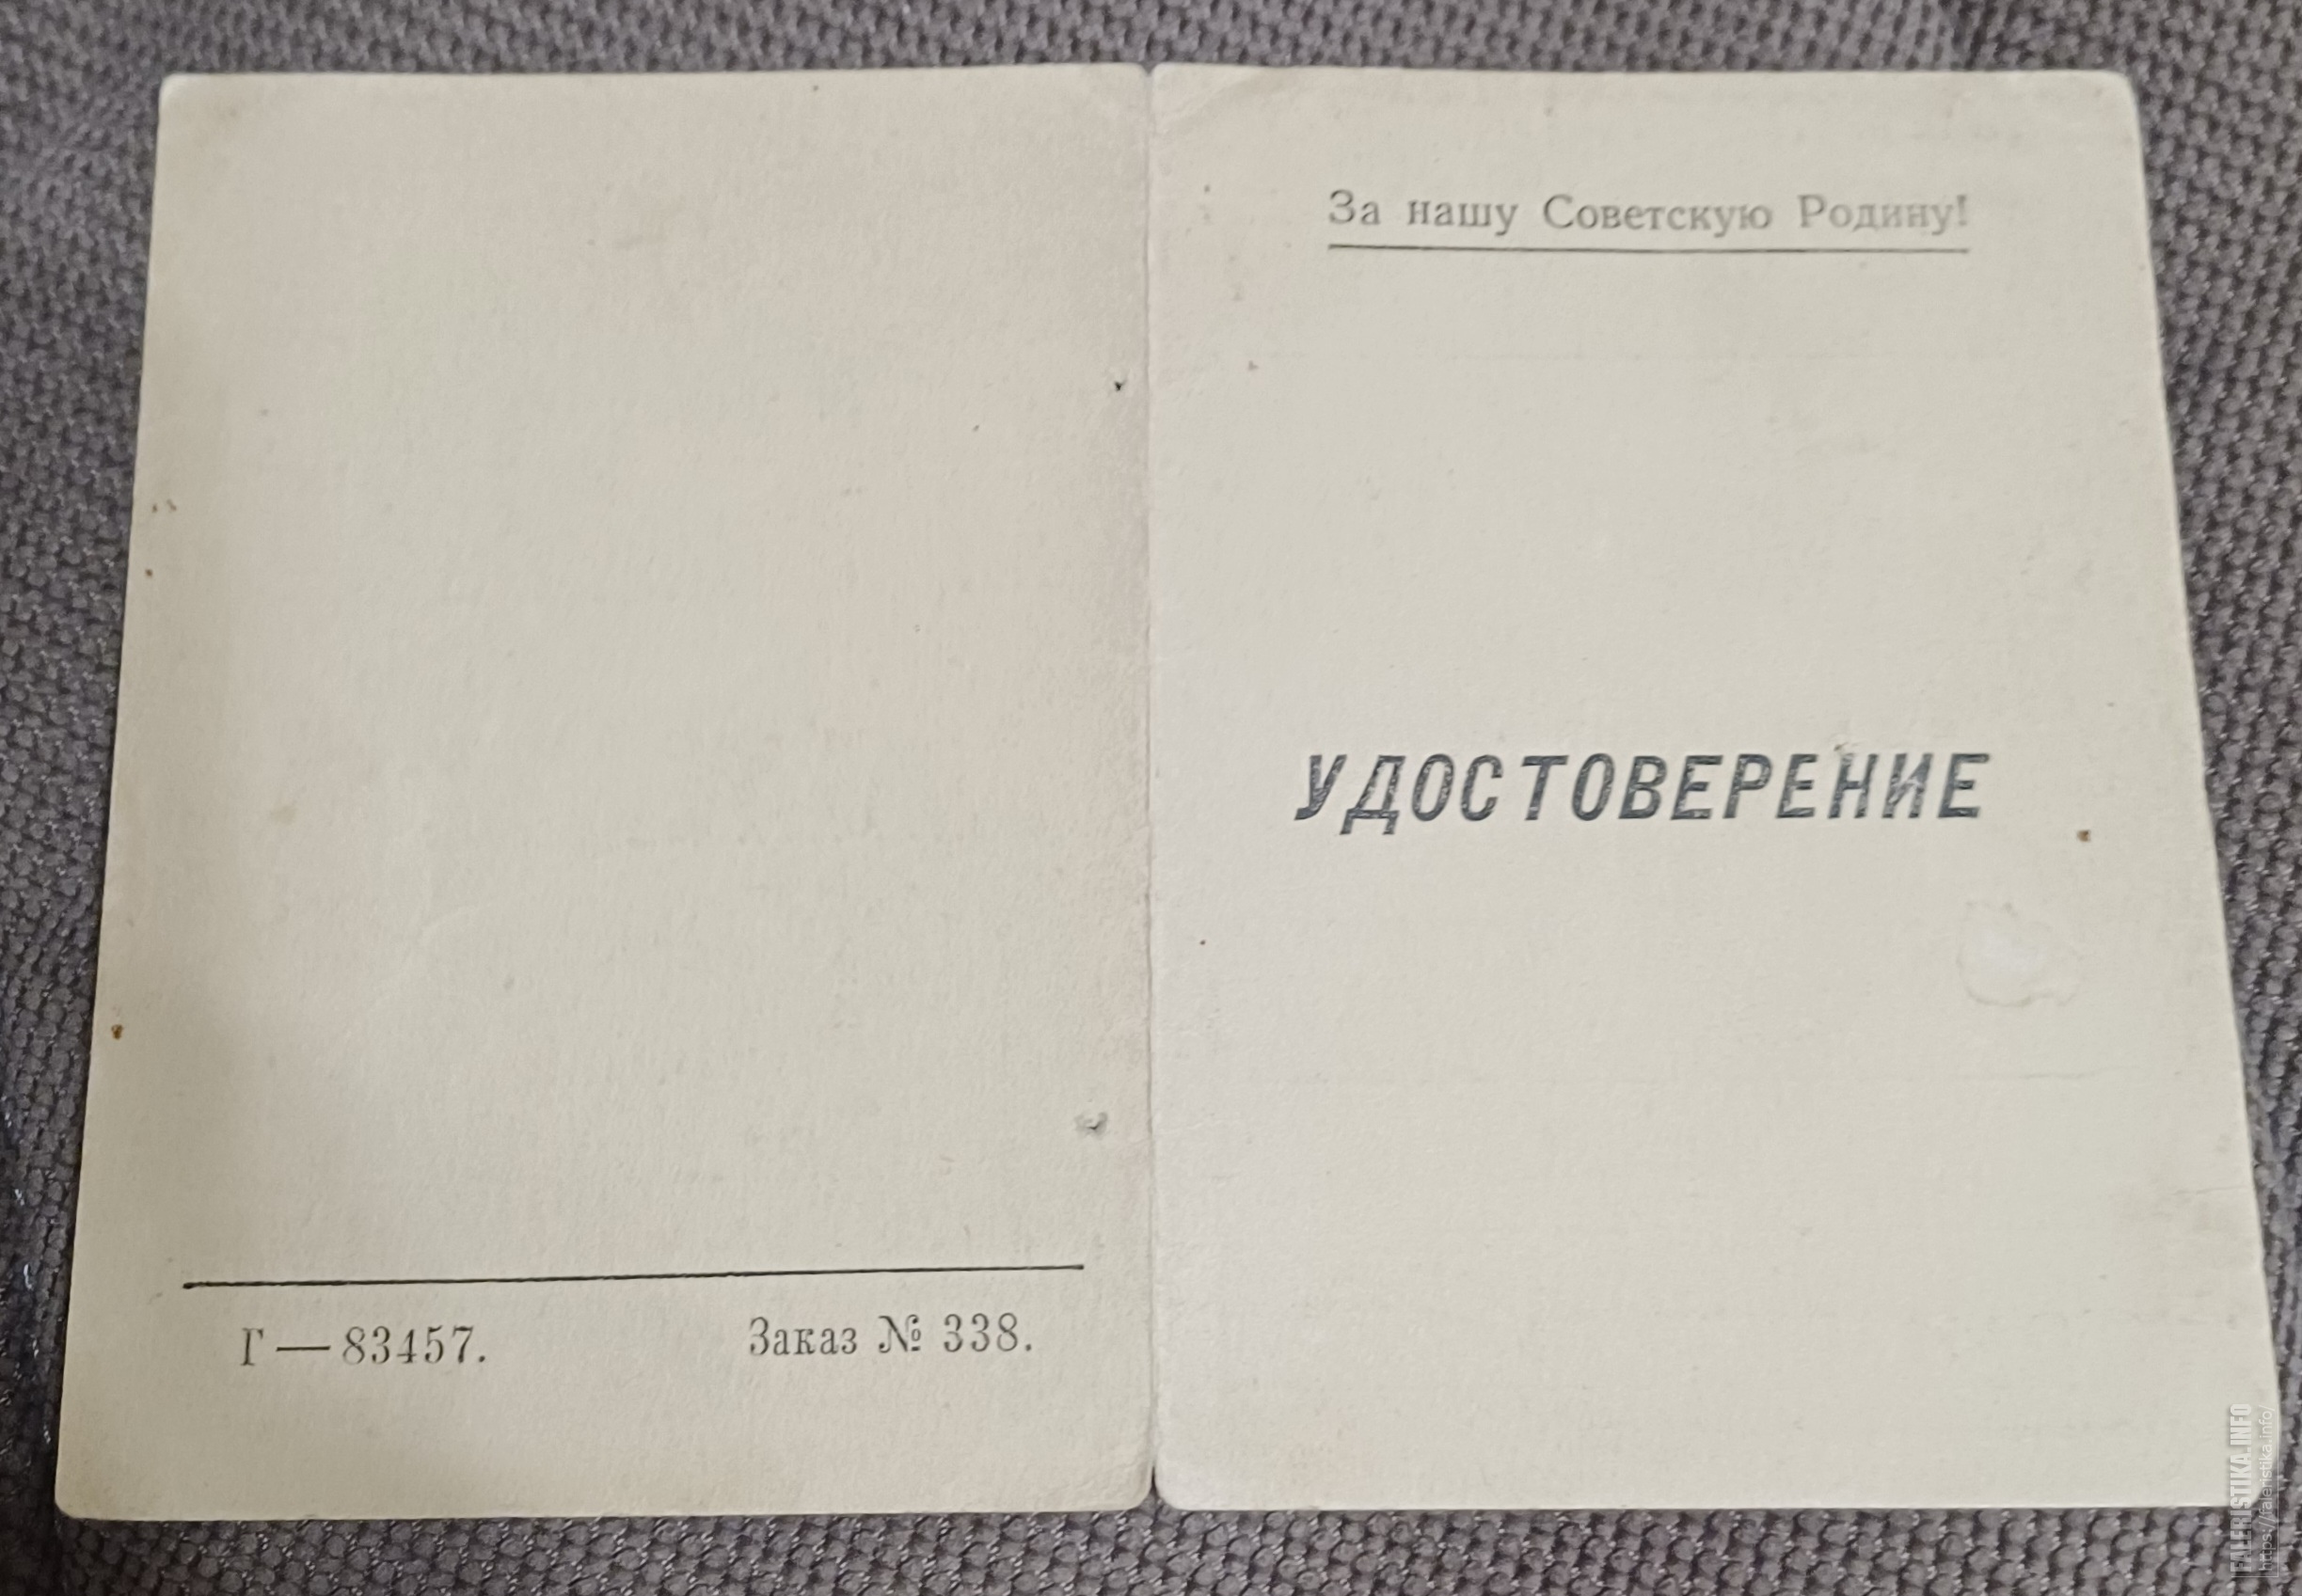 За нашу Советскую Родину!
УДОСТОВЕРЕНИЕ
Г—83457. Заказ № 338.
FALERISTIKA.INFO
https://faleristika.info/